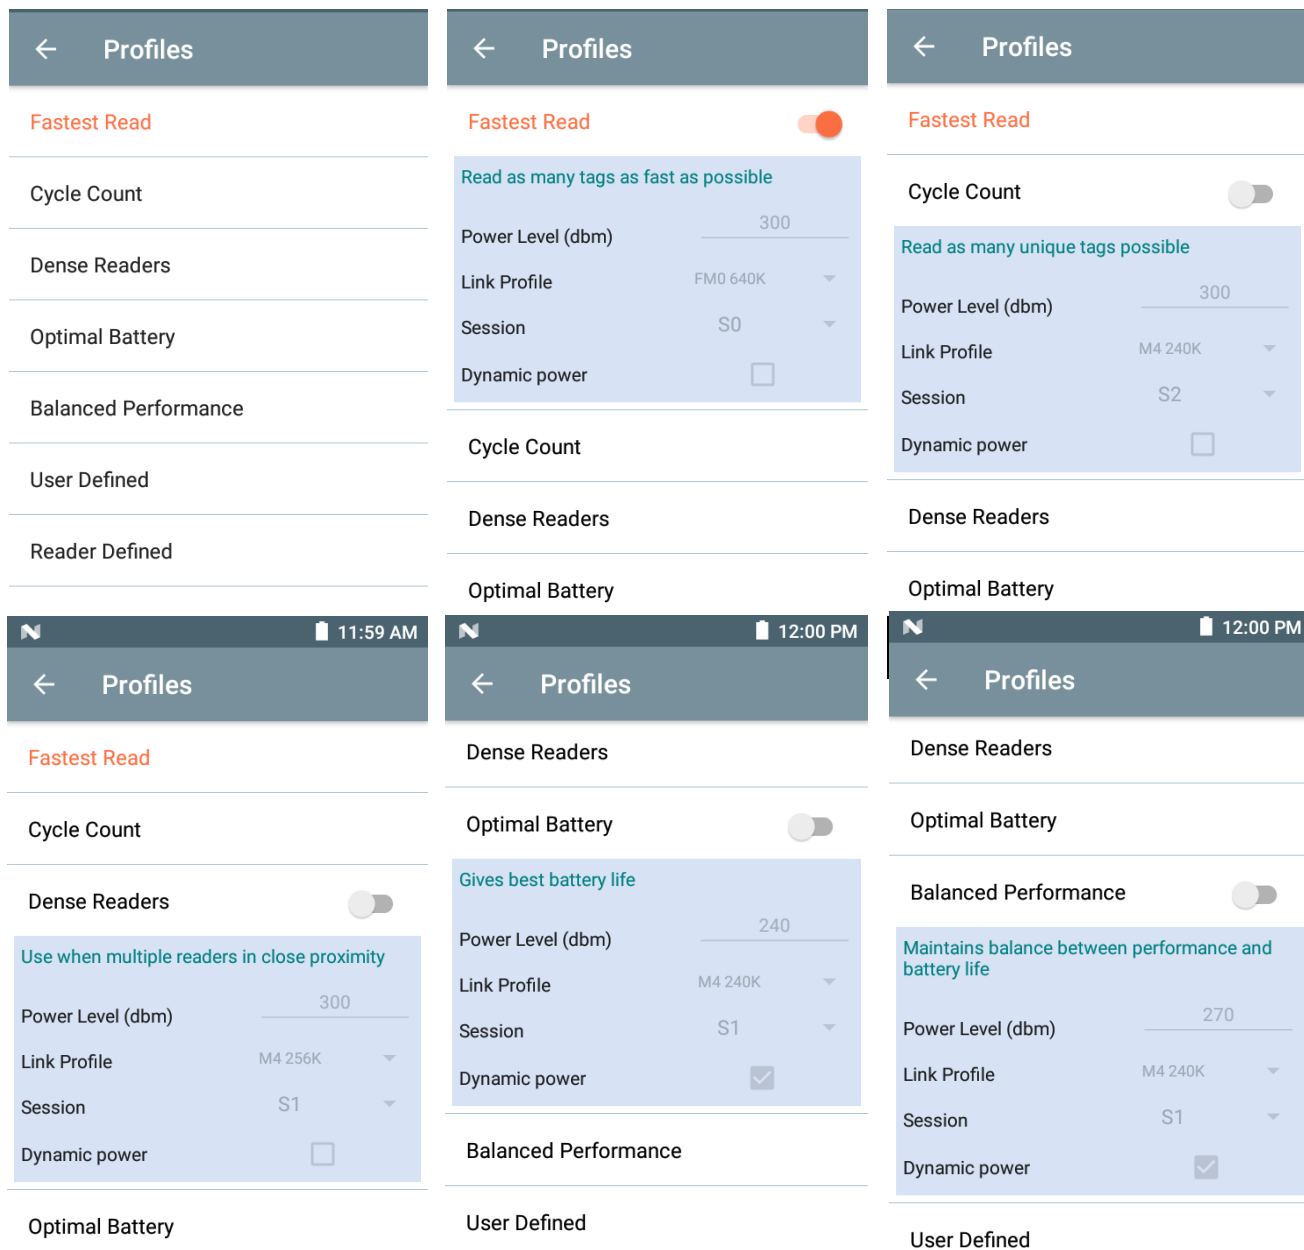 Profiles
Fastest Read
Cycle Count
Dense Readers
Optimal Battery
Balanced Performance
User Defined
Reader Defined
Profiles
Fastest Read
Read as many tags as fast as possible
Power Level (dbm) 300
Link Profile FM0 640K
Session S0
Dynamic power
Cycle Count
Dense Readers
Optimal Battery
Profiles
Fastest Read
Cycle Count
Read as many unique tags possible
Power Level (dbm) 300
Link Profile M4 240K
Session S2
Dynamic power
Dense Readers
Optimal Battery
11:59 AM
Profiles
Fastest Read
Cycle Count
Dense Readers
Use when multiple readers in close proximity
Power Level (dbm) 300
Link Profile M4 256K
Session S1
Dynamic power
Optimal Battery
12:00 PM
Profiles
Dense Readers
Optimal Battery
Gives best battery life
Power Level (dbm) 240
Link Profile M4 240K
Session S1
Dynamic power
Balanced Performance
User Defined
12:00 PM
Profiles
Dense Readers
Optimal Battery
Balanced Performance
Maintains balance between performance and
battery life
Power Level (dbm) 270
Link Profile M4 240K
Session S1
Dynamic power
User Defined